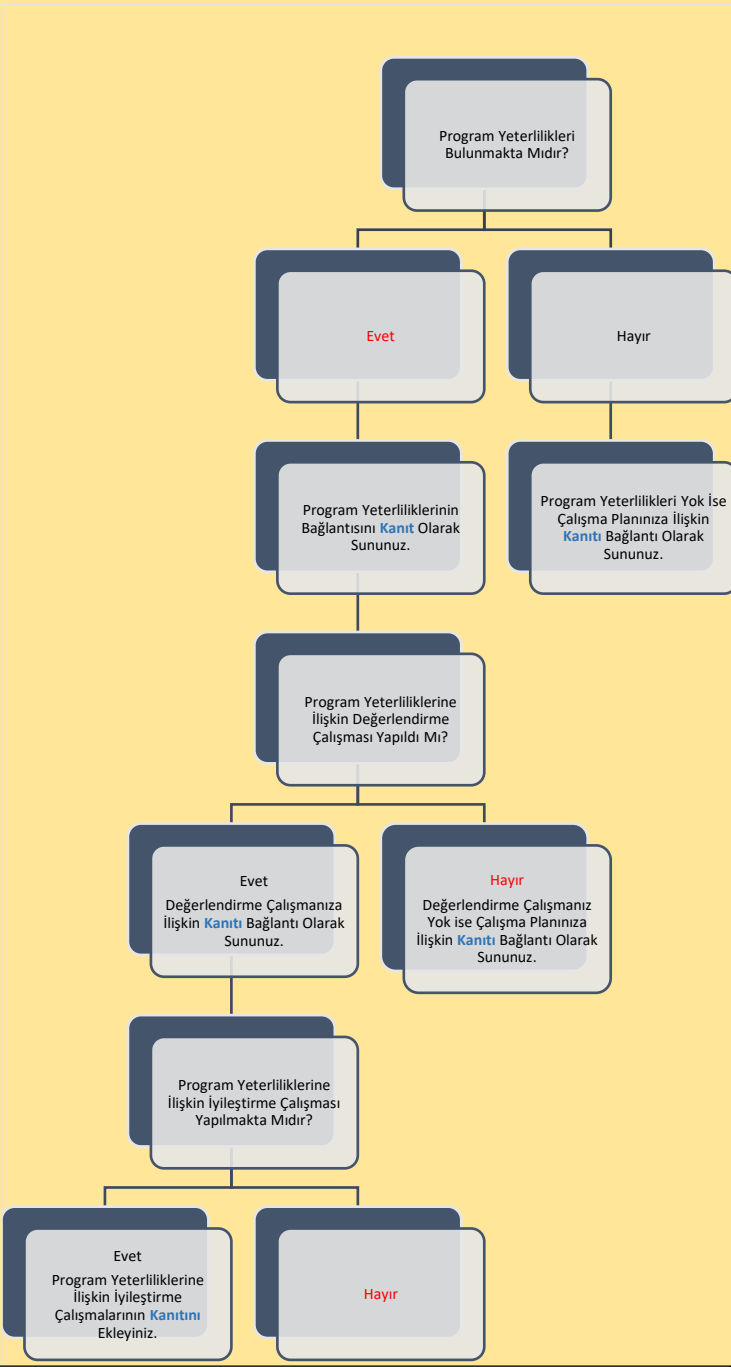 Program Yeterlilikleri
Bulunmakta Mıdır?
Evet
Hayır
Program Yeterliliklerinin
Bağlantısını Kanıt Olarak
Sununuz.
Program Yeterlilikleri Yok İse
Çalışma Planınıza İlişkin
Kanıtı Bağlantı Olarak
Sununuz.
Program Yeterliliklerine
İlişkin Değerlendirme
Çalışması Yapıldı Mı?
Evet
Değerlendirme Çalışmanıza
İlişkin Kanıtı Bağlantı Olarak
Sununuz.
Hayır
Değerlendirme Çalışmanız
Yok ise Çalışma Planınıza
İlişkin Kanıtı Bağlantı Olarak
Sununuz.
Program Yeterliliklerine
İlişkin İyileştirme Çalışması
Yapılmakta Mıdır?
Evet
Program Yeterliliklerine
İlişkin İyileştirme
Çalışmalarının Kanıtını
Ekleyiniz.
Hayır